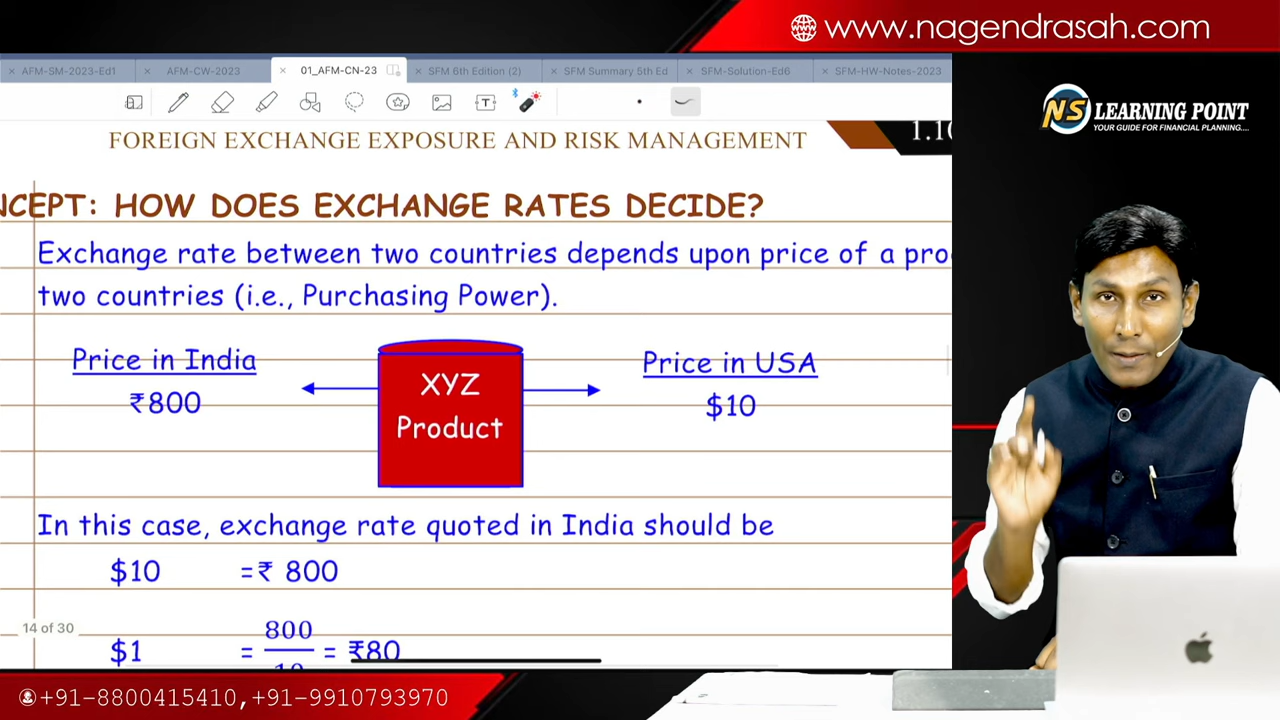 www.nagendrasah.com
AFM-SM-2023-Ed1
AFM-CW-2023
01_AFM-CN-23
SFM 6th Edition (2)
SFM Summary 5th Ed
SFM-Solution-Ed6
SFM-HW-Notes-2023
NS LEARNING POINT
YOUR GUIDE FOR FINANCIAL PLANNING....
FOREIGN EXCHANGE EXPOSURE AND RISK MANAGEMENT
1.10
NCEPT: HOW DOES EXCHANGE RATES DECIDE?
Exchange rate between two countries depends upon price of a pro
two countries (i.e., Purchasing Power).
Price in India
₹800
XYZ
Product
Price in USA
$10
In this case, exchange rate quoted in India should be
$10 =₹ 800
14 of 30
$1 = 800/10 = ₹80
+91-8800415410,+91-9910793970